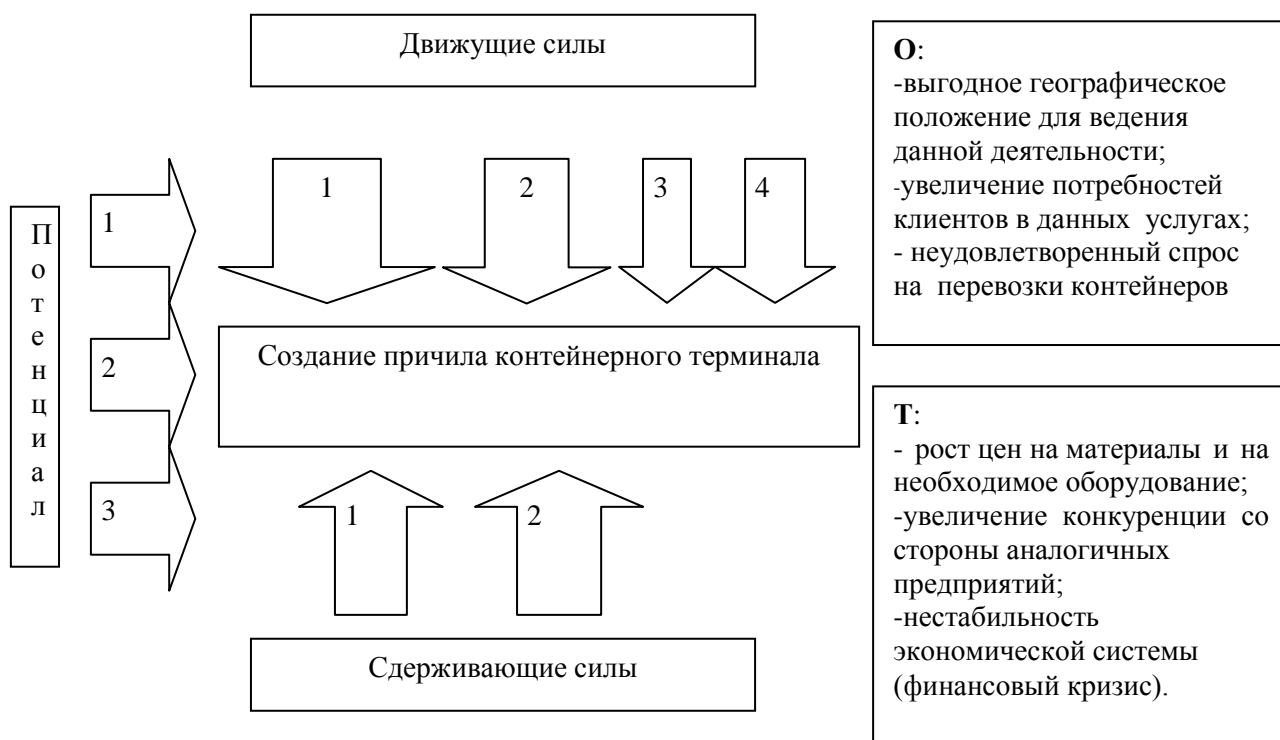 Движущие силы
1
2
3
4
П
о
т
е
н
ц
и
а
л
1
2
3
Создание причила контейнерного терминала
1
2
Сдерживающие силы
О:
-выгодное географическое
положение для ведения
данной деятельности;
-увеличение потребностей
клиентов в данных услугах;
- неудовлетворенный спрос
на перевозки контейнеров
Т:
- рост цен на материалы и на
необходимое оборудование;
-увеличение конкуренции со
стороны аналогичных
предприятий;
-нестабильность
экономической системы
(финансовый кризис).